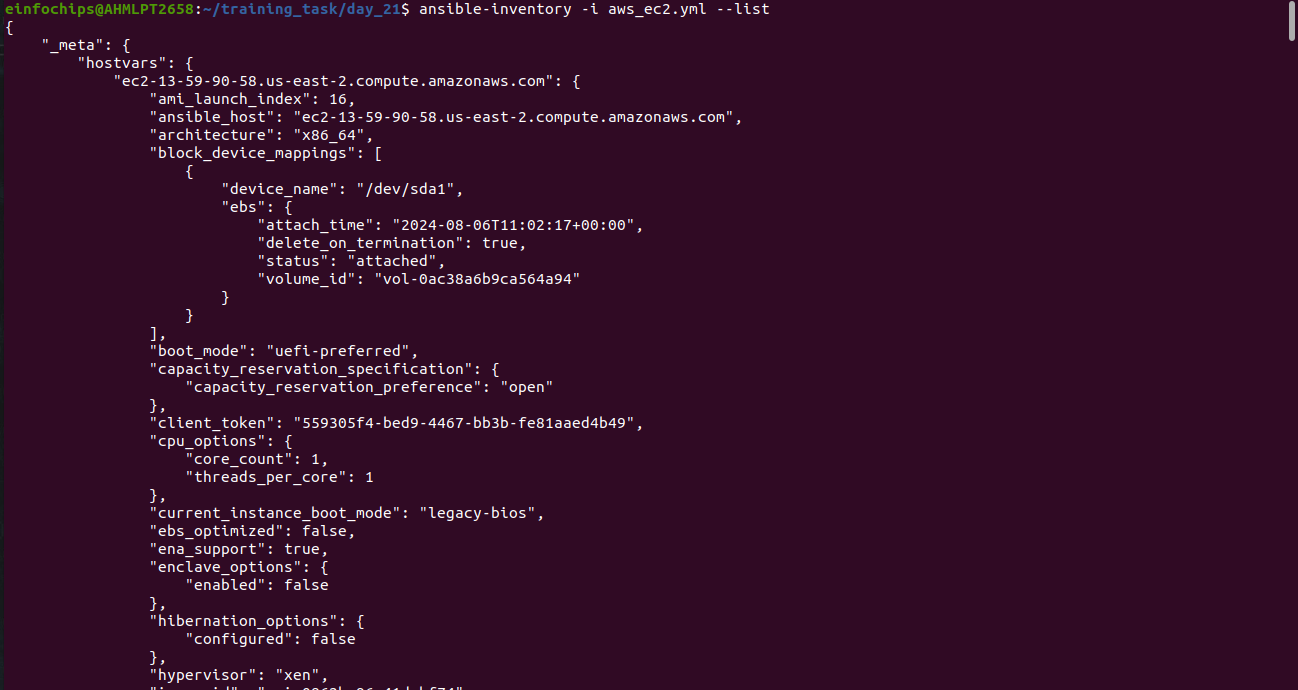 einfochips@AHMLPT2658:~/training_task/day_21$ ansible-inventory -i aws_ec2.yml --list
{
    "_meta": {
        "hostvars": {
            "ec2-13-59-90-58.us-east-2.compute.amazonaws.com": {
                "ami_launch_index": 16,
                "ansible_host": "ec2-13-59-90-58.us-east-2.compute.amazonaws.com",
                "architecture": "x86_64",
                "block_device_mappings": [
                    {
                        "device_name": "/dev/sda1",
                        "ebs": {
                            "attach_time": "2024-08-06T11:02:17+00:00",
                            "delete_on_termination": true,
                            "status": "attached",
                            "volume_id": "vol-0ac38a6b9ca564a94"
                        }
                    }
                ],
                "boot_mode": "uefi-preferred",
                "capacity_reservation_specification": {
                    "capacity_reservation_preference": "open"
                },
                "client_token": "559305f4-bed9-4467-bb3b-fe81aaed4b49",
                "cpu_options": {
                    "core_count": 1,
                    "threads_per_core": 1
                },
                "current_instance_boot_mode": "legacy-bios",
                "ebs_optimized": false,
                "ena_support": true,
                "enclave_options": {
                    "enabled": false
                },
                "hibernation_options": {
                    "configured": false
                },
                "hypervisor": "xen",